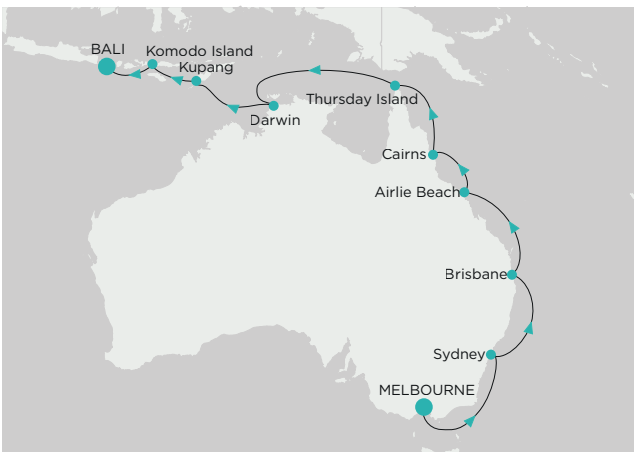 BALI
Komodo Island
Kupang
Thursday Island
Darwin
Cairns
Airlie Beach
Brisbane
Sydney
MELBOURNE